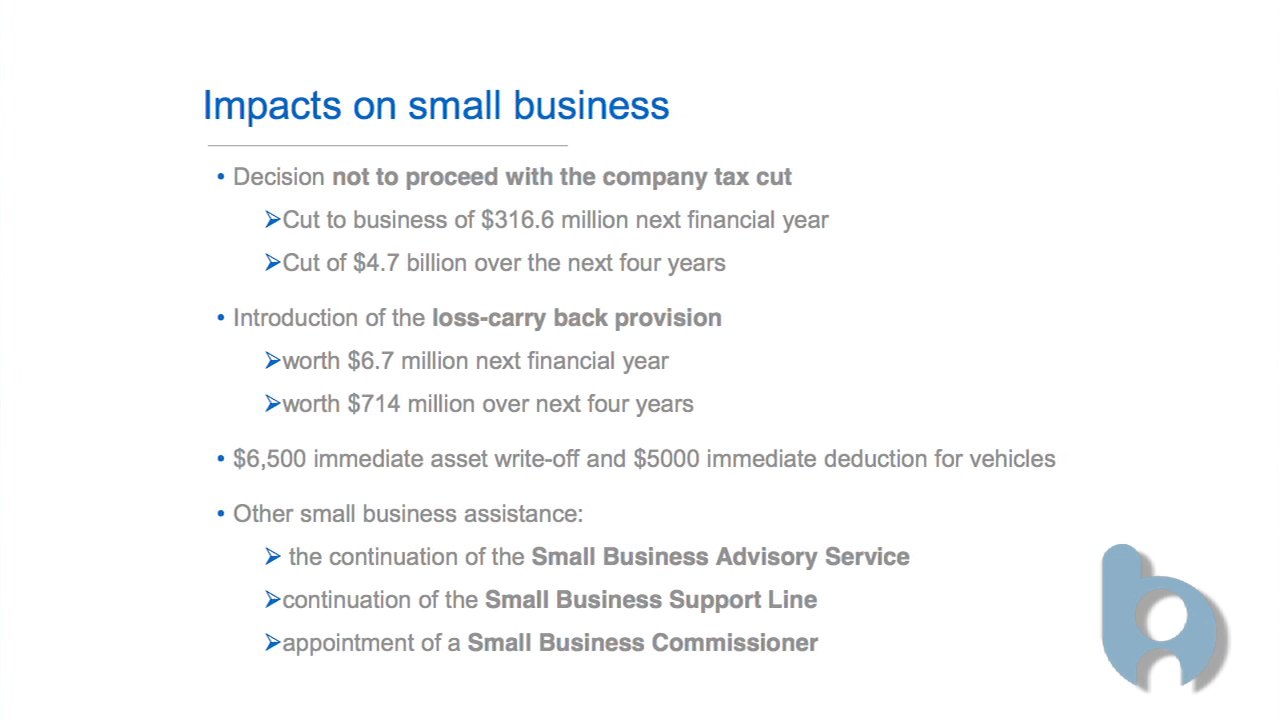 Impacts on small business
• Decision not to proceed with the company tax cut
➢Cut to business of $316.6 million next financial year
➢Cut of $4.7 billion over the next four years
• Introduction of the loss-carry back provision
➢worth $6.7 million next financial year
➢worth $714 million over next four years
• $6,500 immediate asset write-off and $5000 immediate deduction for vehicles
• Other small business assistance:
➢ the continuation of the Small Business Advisory Service
➢continuation of the Small Business Support Line
➢appointment of a Small Business Commissioner